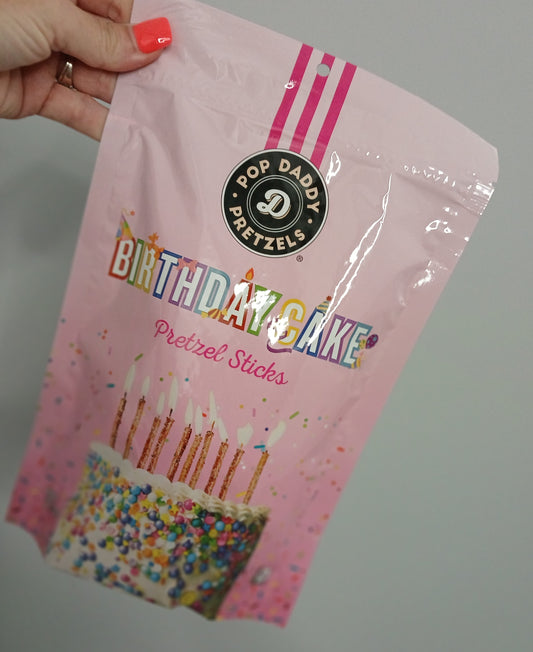 POP DADDY
D
PRETZELS
®
BIRTHDAY CAKE
Pretzel Sticks